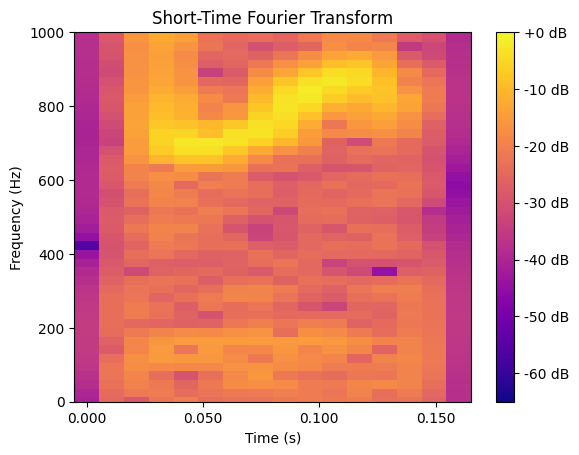 Short-Time Fourier Transform
1000
800
600
400
200
0
Frequency (Hz)
0.000
0.050
0.100
0.150
Time (s)
+0 dB
-10 dB
-20 dB
-30 dB
-40 dB
-50 dB
-60 dB